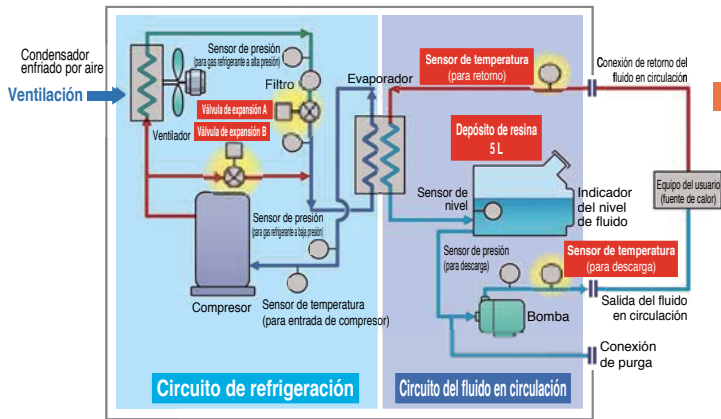 Condensador
enfriado por aire
Ventilación
Sensor de presión
(para gas refrigerante a alta presión)
Filtro
Válvula de expansión A
Válvula de expansión B
Ventilador
Evaporador
Sensor de temperatura
(para retorno)
Conexión de retorno del
fluido en circulación
Depósito de resina
5 L
Sensor de
nivel
Indicador
del nivel
de fluido
Equipo del usuario
(fuente de calor)
Sensor de presión
(para gas refrigerante a baja presión)
Sensor de presión
(para descarga)
Sensor de temperatura
(para descarga)
Compresor
Sensor de temperatura
(para entrada de compresor)
Bomba
Salida del fluido
en circulación
Conexión
de purga
Circuito de refrigeración
Circuito del fluido en circulación